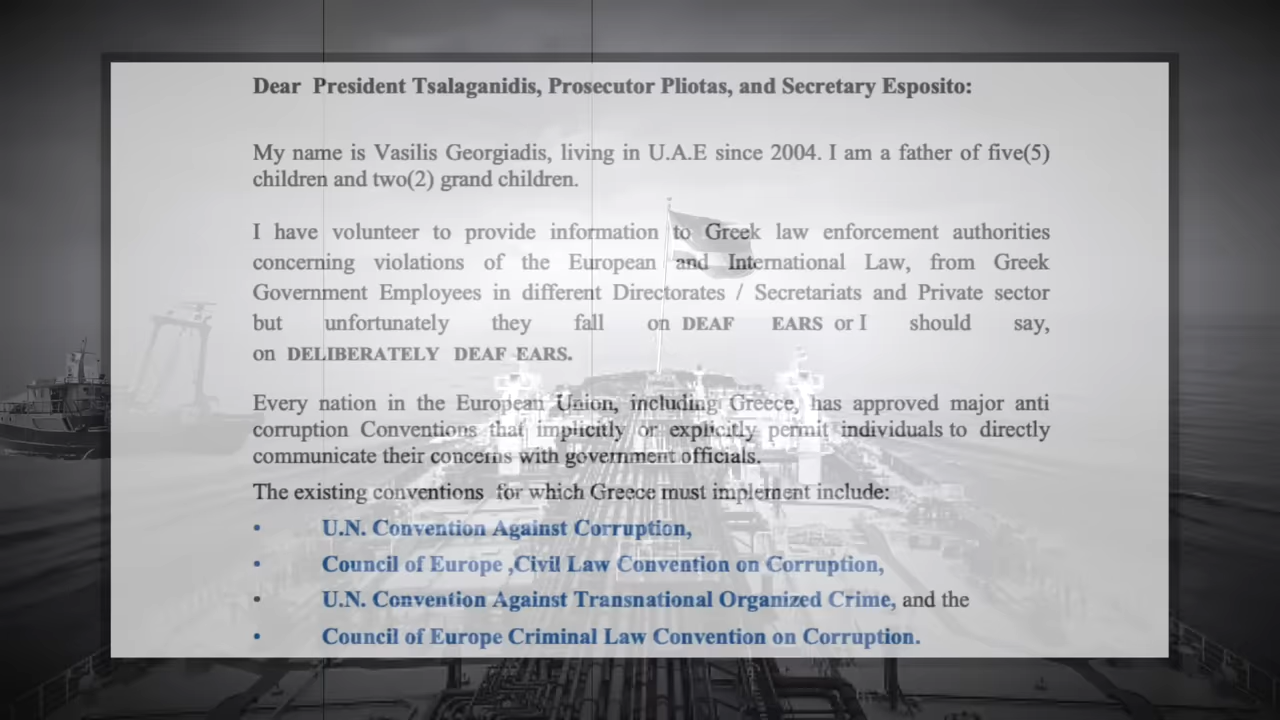 Dear President Tsalaganidis, Prosecutor Pliotas, and Secretary Esposito:
My name is Vasilis Georgiadis, living in U.A.E since 2004. I am a father of five(5)
children and two(2) grand children.
I have volunteer to provide information to Greek law enforcement authorities
concerning violations of the European and International Law, from Greek
Government Employees in different Directorates / Secretariats and Private sector
but unfortunately they fall on DEAF EARS or I should say,
on DELIBERATELY DEAF EARS.
Every nation in the European Union, including Greece, has approved major anti
corruption Conventions that implicitly or explicitly permit individuals to directly
communicate their concerns with government officials.
The existing conventions for which Greece must implement include:
• U.N. Convention Against Corruption,
• Council of Europe ,Civil Law Convention on Corruption,
• U.N. Convention Against Transnational Organized Crime, and the
• Council of Europe Criminal Law Convention on Corruption.